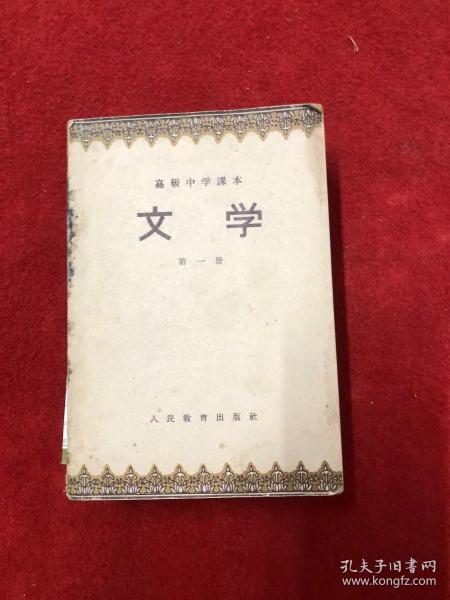 高級中学課本
文学
第一册
人民敎育出版社
孔夫子旧书网
www.kongfz.com